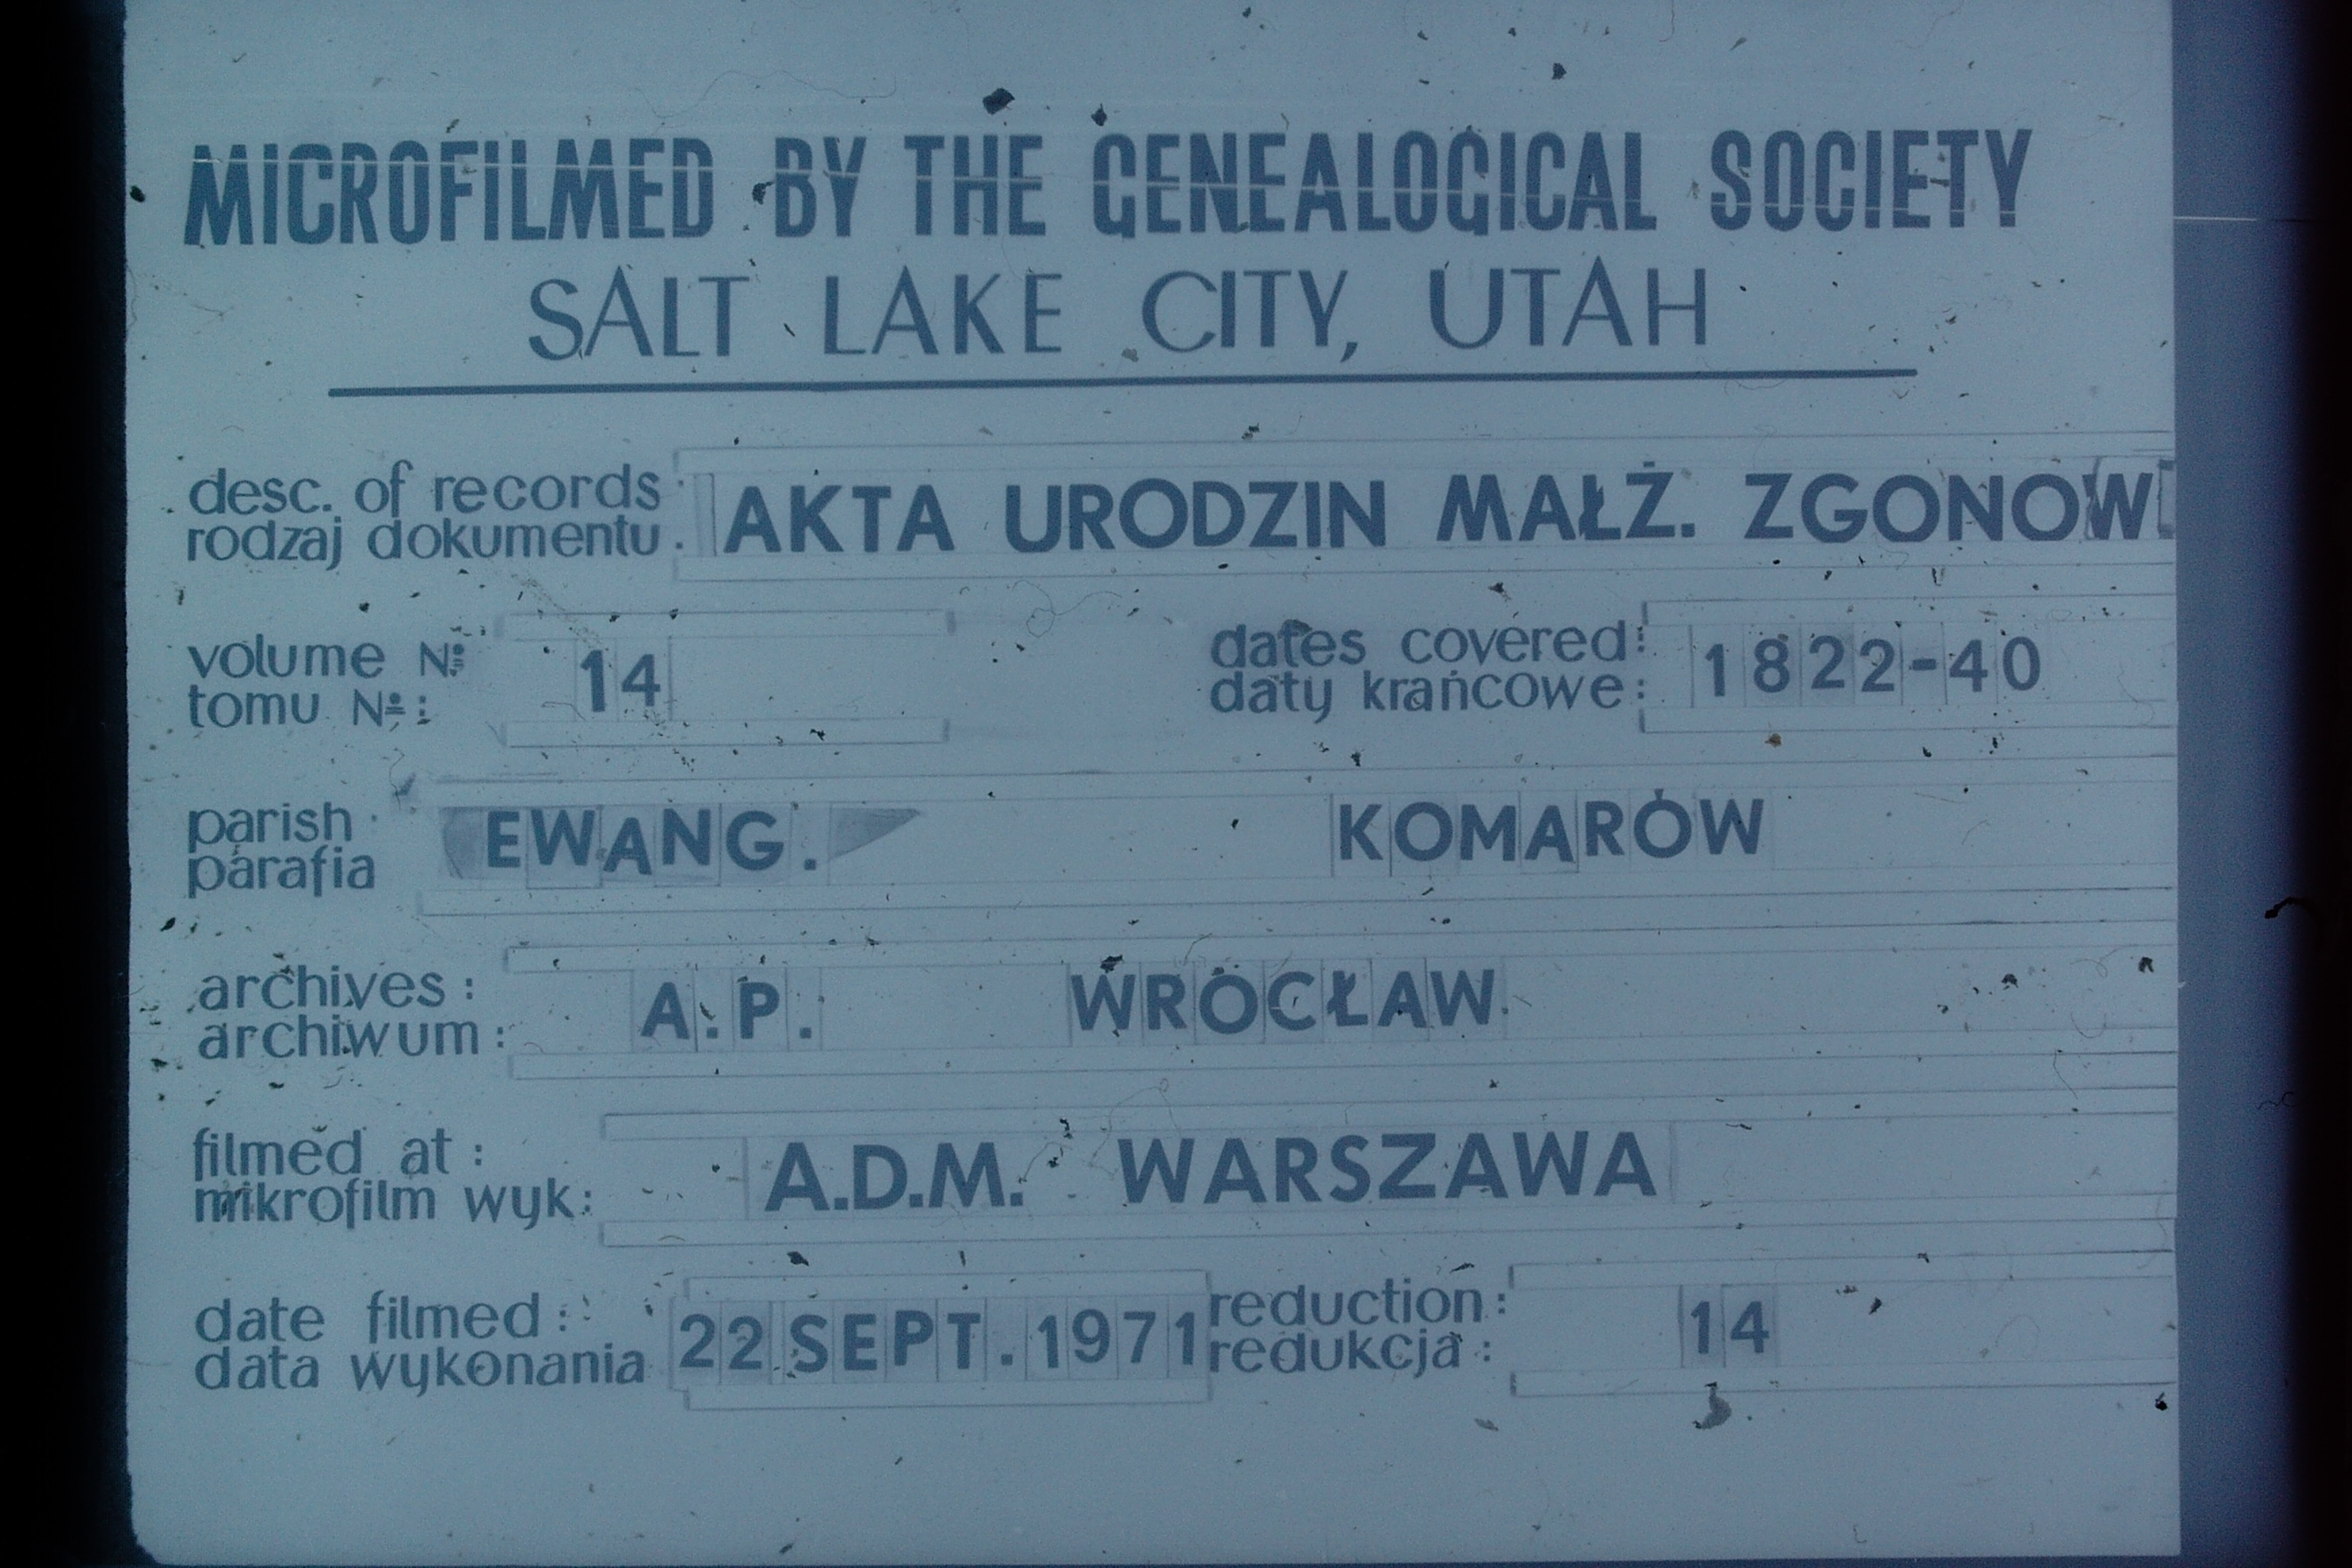 MICROFILMED BY THE GENEALOGICAL SOCIETY
SALT LAKE CITY, UTAH
desc. of records
rodzaj dokumentu. AKTA URODZIN MAŁŻ. ZGONOW
volume №
tomu №: 14
dates covered:
daty krańcowe: 1822-40
parish
parafia EWANG. KOMARÓW
archives:
archiwum: A.P. WROCŁAW
filmed at:
mikrofilm wyk: A.D.M. WARSZAWA
date filmed:
data wykonania 22 SEPT. 1971
reduction:
redukcja: 14